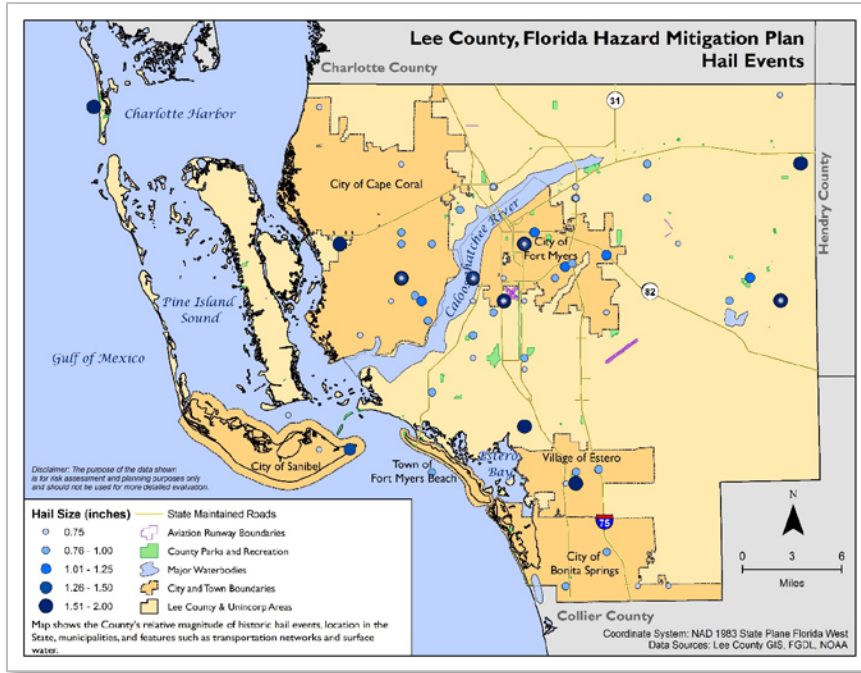 Lee County, Florida Hazard Mitigation Plan
Hail Events
Charlotte County
31
Charlotte Harbor
City of Cape Coral
Hendry County
Caloosahatchee River
City of
Fort Myers
82
Pine Island
Sound
Gulf of Mexico
Estero
Bay
Village of Estero
City of Sanibel
Town of
Fort Myers Beach
Disclaimer: The purpose of the data shown
is for risk assessment and planning purposes only
and should not be used for more detailed evaluation.
75
City of
Bonita Springs
N
0 3 6
Miles
Hail Size (inches)
0.75
0.76 - 1.00
1.01 - 1.25
1.26 - 1.50
1.51 - 2.00
State Maintained Roads
Aviation Runway Boundaries
County Parks and Recreation
Major Waterbodies
City and Town Boundaries
Lee County & Unincorp Areas
Map shows the County's relative magnitude of historic hail events, location in the
State, municipalities, and features such as transportation networks and surface
water.
Collier County
Coordinate System: NAD 1983 State Plane Florida West
Data Sources: Lee County GIS, FGDL, NOAA